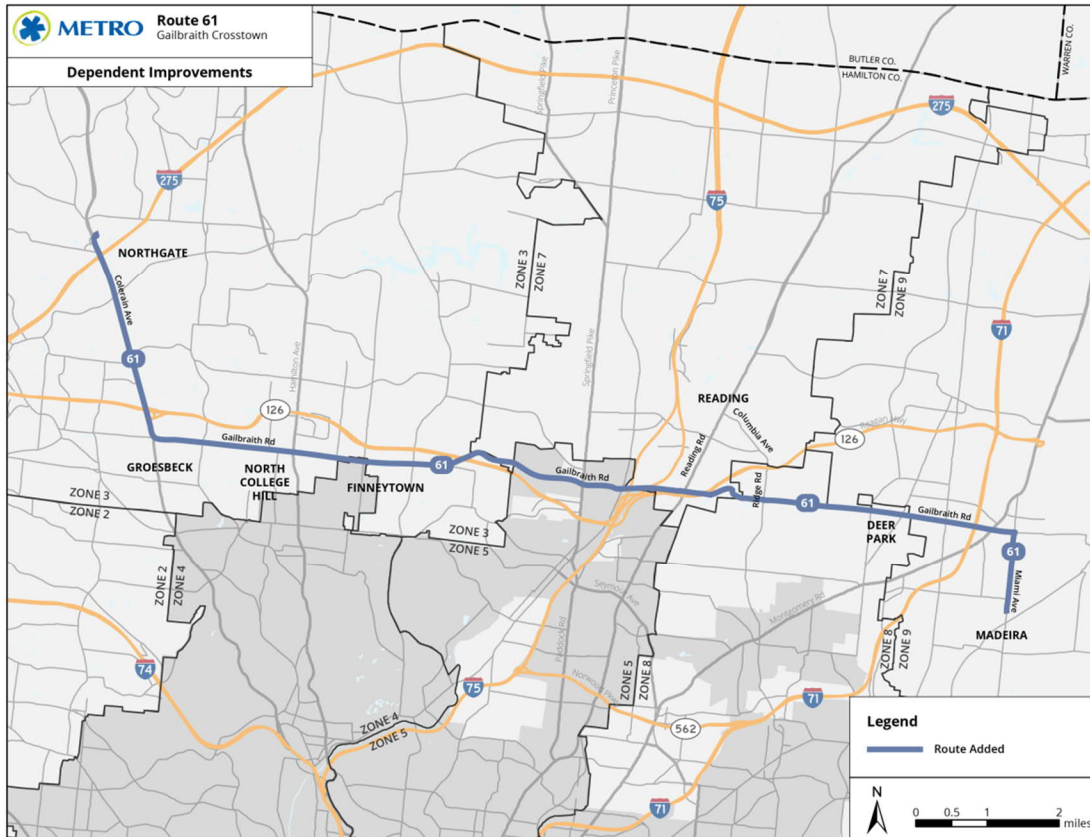 METRO
Route 61
Gailbraith Crosstown
Dependent Improvements
BUTLER CO.
HAMILTON CO.
WARREN CO.
Springfield Pike
Princeton Pike
275
275
75
NORTHGATE
Colerain Ave
ZONE 3
ZONE 7
ZONE 7
ZONE 9
71
61
Hamilton Ave
Springfield Pike
126
READING
Columbia Ave
Reagan Hwy
126
Gailbraith Rd
GROESBECK
NORTH
COLLEGE
HILL
FINNEYTOWN
61
Gailbraith Rd
Reading Rd
Ridge Rd
61
Gailbraith Rd
DEER
PARK
61
Miami Ave
MADEIRA
ZONE 3
ZONE 2
ZONE 3
ZONE 5
ZONE 2
ZONE 4
Seymour Ave
Montgomery Rd
Paddock Rd
ZONE 5
ZONE 8
ZONE 8
ZONE 9
74
75
Norwood Pike
71
562
ZONE 4
ZONE 5
71
Legend
Route Added
N
0 0.5 1 2
miles